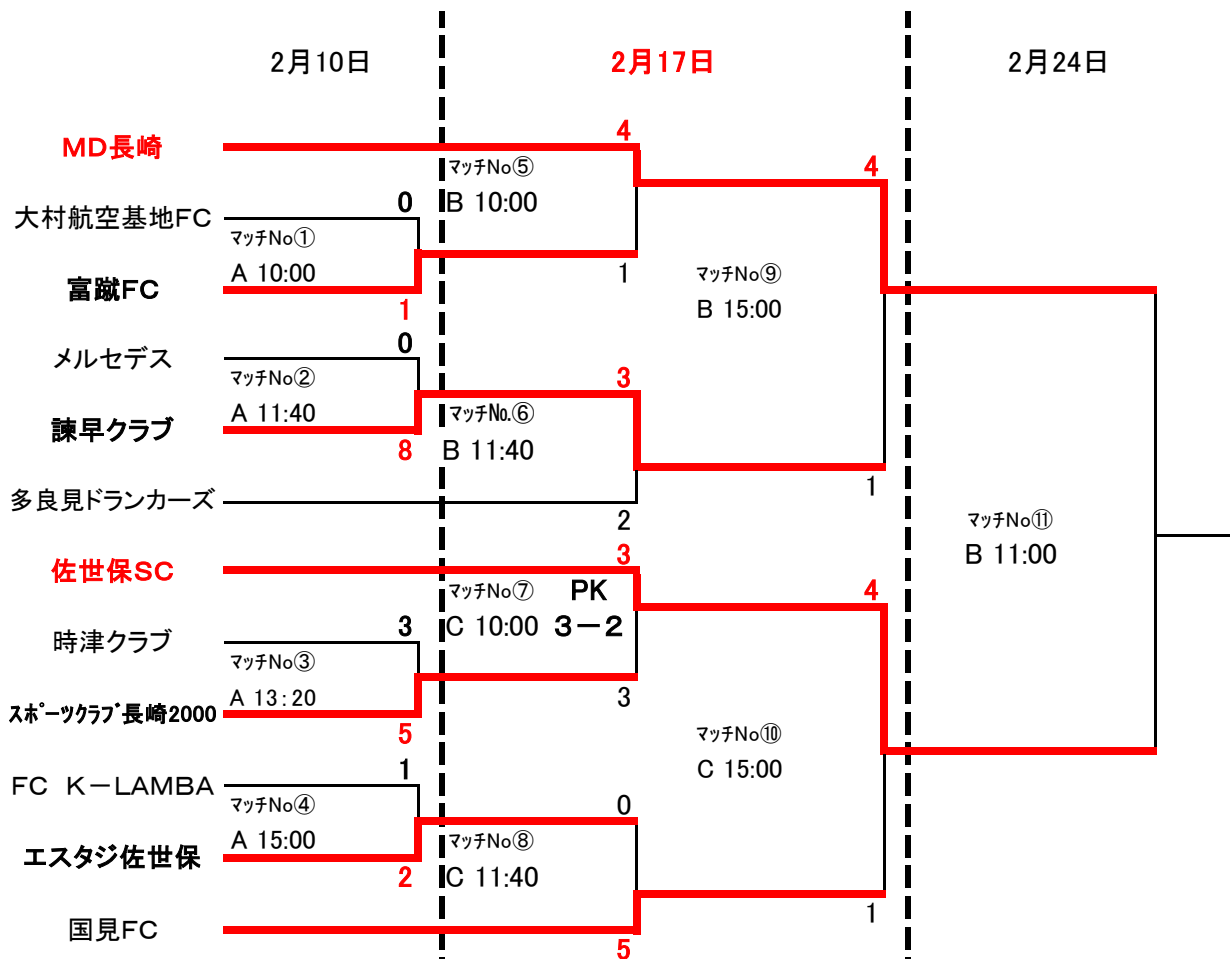 2月10日
2月17日
2月24日
MD長崎
4
マッチNo⑤
4
B 10:00
0
大村航空基地FC
マッチNo①
A 10:00
1
マッチNo⑨
富蹴FC
1
B 15:00
0
メルセデス
マッチNo②
3
A 11:40
マッチNo.⑥
諫早クラブ
8
B 11:40
1
多良見ドランカーズ
2
マッチNo⑪
B 11:00
3
佐世保SC
マッチNo⑦
PK
4
C 10:00
3-2
3
時津クラブ
マッチNo③
A 13:20
3
スポーツクラブ長崎2000
5
マッチNo⑩
1
C 15:00
FC K-LAMBA
マッチNo④
0
A 15:00
マッチNo⑧
エスタジ佐世保
2
C 11:40
1
国見FC
5